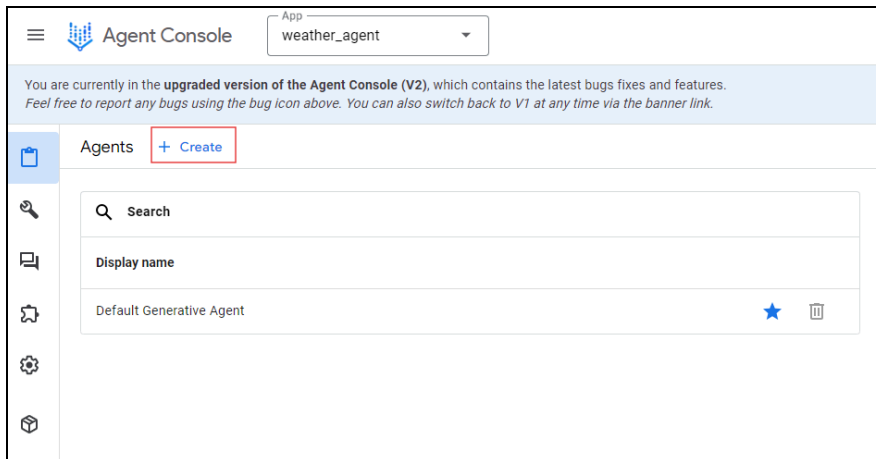 App
Agent Console
weather_agent
You are currently in the upgraded version of the Agent Console (V2), which contains the latest bugs fixes and features.
Feel free to report any bugs using the bug icon above. You can also switch back to V1 at any time via the banner link.
Agents + Create
Search
Display name
Default Generative Agent